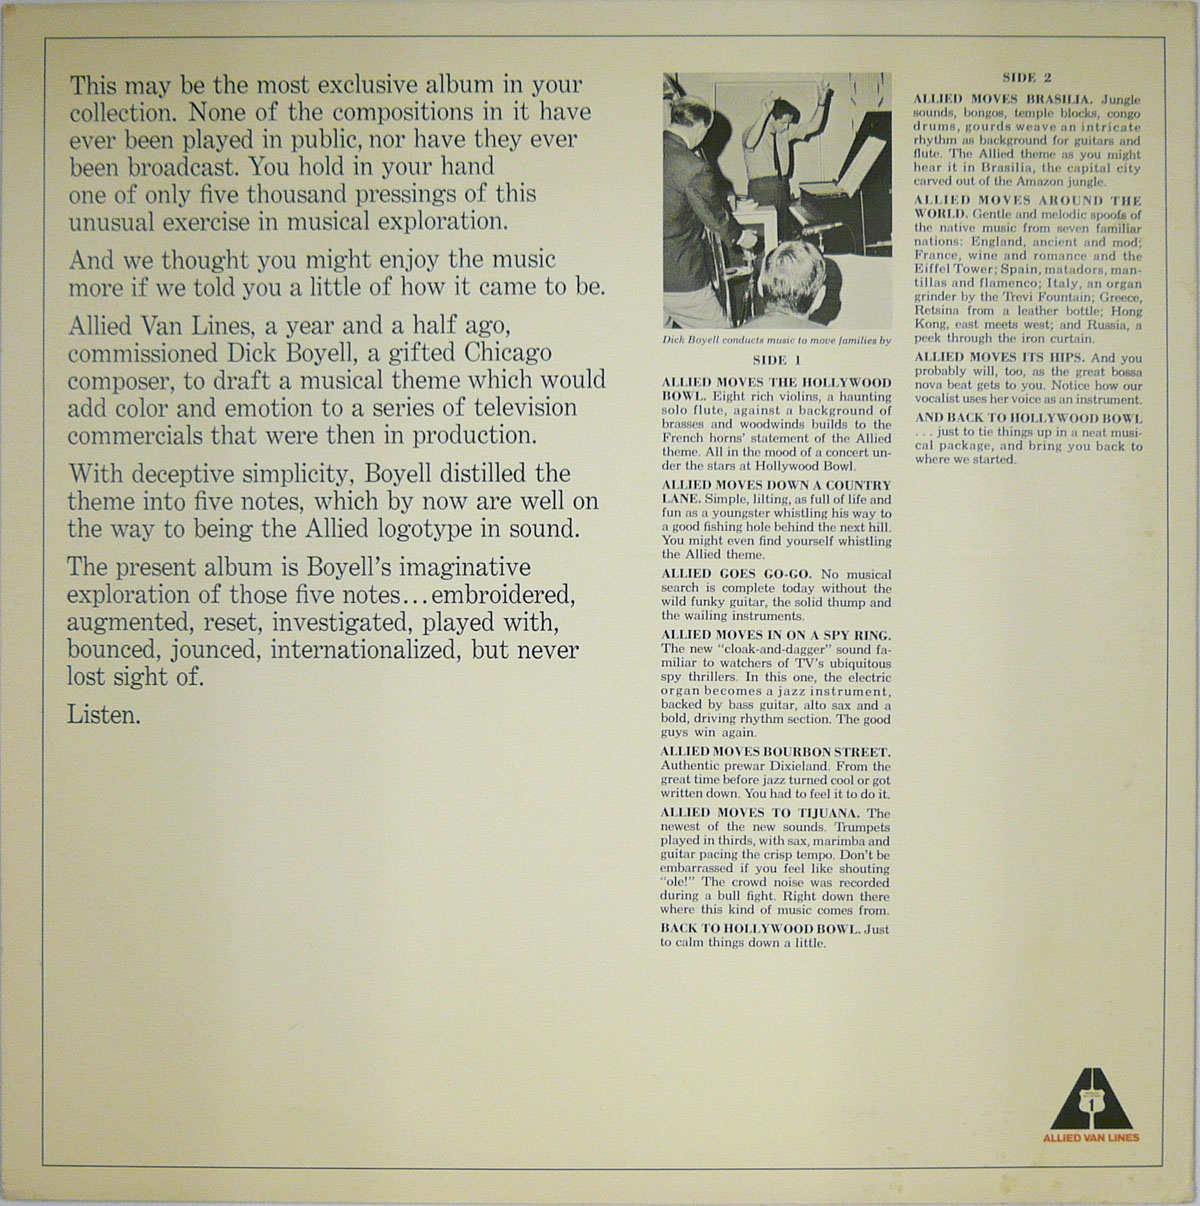 This may be the most exclusive album in your
collection. None of the compositions in it have
ever been played in public, nor have they ever
been broadcast. You hold in your hand
one of only five thousand pressings of this
unusual exercise in musical exploration.
And we thought you might enjoy the music
more if we told you a little of how it came to be.
Allied Van Lines, a year and a half ago,
commissioned Dick Boyell, a gifted Chicago
composer, to draft a musical theme which would
add color and emotion to a series of television
commercials that were then in production.
With deceptive simplicity, Boyell distilled the
theme into five notes, which by now are well on
the way to being the Allied logotype in sound.
The present album is Boyell's imaginative
exploration of those five notes...embroidered,
augmented, reset, investigated, played with,
bounced, jounced, internationalized, but never
lost sight of.
Listen.
Dick Boyell conducts music to move families by
SIDE 1
ALLIED MOVES THE HOLLYWOOD
BOWL. Eight rich violins, a haunting
solo flute, against a background of
brasses and woodwinds builds to the
French horns' statement of the Allied
theme. All in the mood of a concert un-
der the stars at Hollywood Bowl.
ALLIED MOVES DOWN A COUNTRY
LANE. Simple, lilting, as full of life and
fun as a youngster whistling his way to
a good fishing hole behind the next hill.
You might even find yourself whistling
the Allied theme.
ALLIED GOES GO-GO. No musical
search is complete today without the
wild funky guitar, the solid thump and
the wailing instruments.
ALLIED MOVES IN ON A SPY RING.
The new "cloak-and-dagger" sound fa-
miliar to watchers of TV's ubiquitous
spy thrillers. In this one, the electric
organ becomes a jazz instrument,
backed by bass guitar, alto sax and a
bold, driving rhythm section. The good
guys win again.
ALLIED MOVES BOURBON STREET.
Authentic prewar Dixieland. From the
great time before jazz turned cool or got
written down. You had to feel it to do it.
ALLIED MOVES TO TIJUANA. The
newest of the new sounds. Trumpets
played in thirds, with sax, marimba and
guitar pacing the crisp tempo. Don't be
embarrassed if you feel like shouting
"ole!" The crowd noise was recorded
during a bull fight. Right down there
where this kind of music comes from.
BACK TO HOLLYWOOD BOWL. Just
to calm things down a little.
SIDE 2
ALLIED MOVES BRASILIA. Jungle
sounds, bongos, temple blocks, congo
drums, gourds weave an intricate
rhythm as background for guitars and
flute. The Allied theme as you might
hear it in Brasilia, the capital city
carved out of the Amazon jungle.
ALLIED MOVES AROUND THE
WORLD. Gentle and melodic spoofs of
the native music from seven familiar
nations: England, ancient and mod;
France, wine and romance and the
Eiffel Tower; Spain, matadors, man-
tillas and flamenco; Italy, an organ
grinder by the Trevi Fountain; Greece,
Retsina from a leather bottle; Hong
Kong, east meets west; and Russia, a
peek through the iron curtain.
ALLIED MOVES ITS HIPS. And you
probably will, too, as the great bossa
nova beat gets to you. Notice how our
vocalist uses her voice as an instrument.
AND BACK TO HOLLYWOOD BOWL
... just to tie things up in a neat musi-
cal package, and bring you back to
where we started.
1
ALLIED VAN LINES